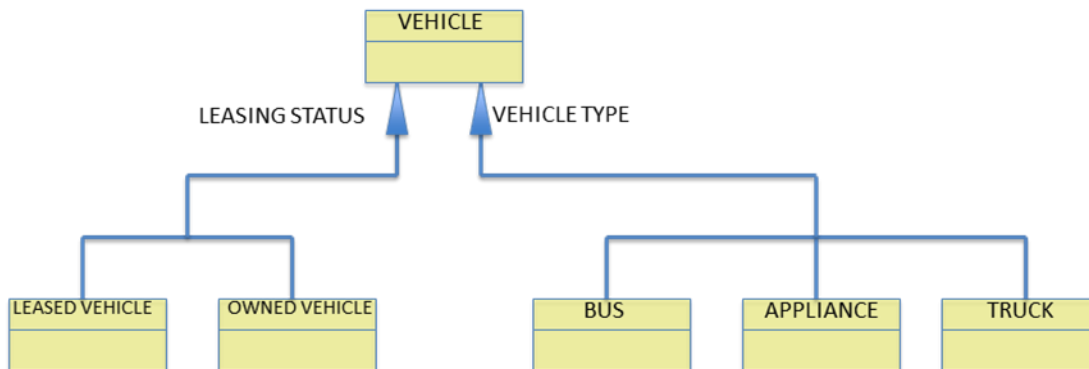 VEHICLE
LEASING STATUS
VEHICLE TYPE
LEASED VEHICLE
OWNED VEHICLE
BUS
APPLIANCE
TRUCK